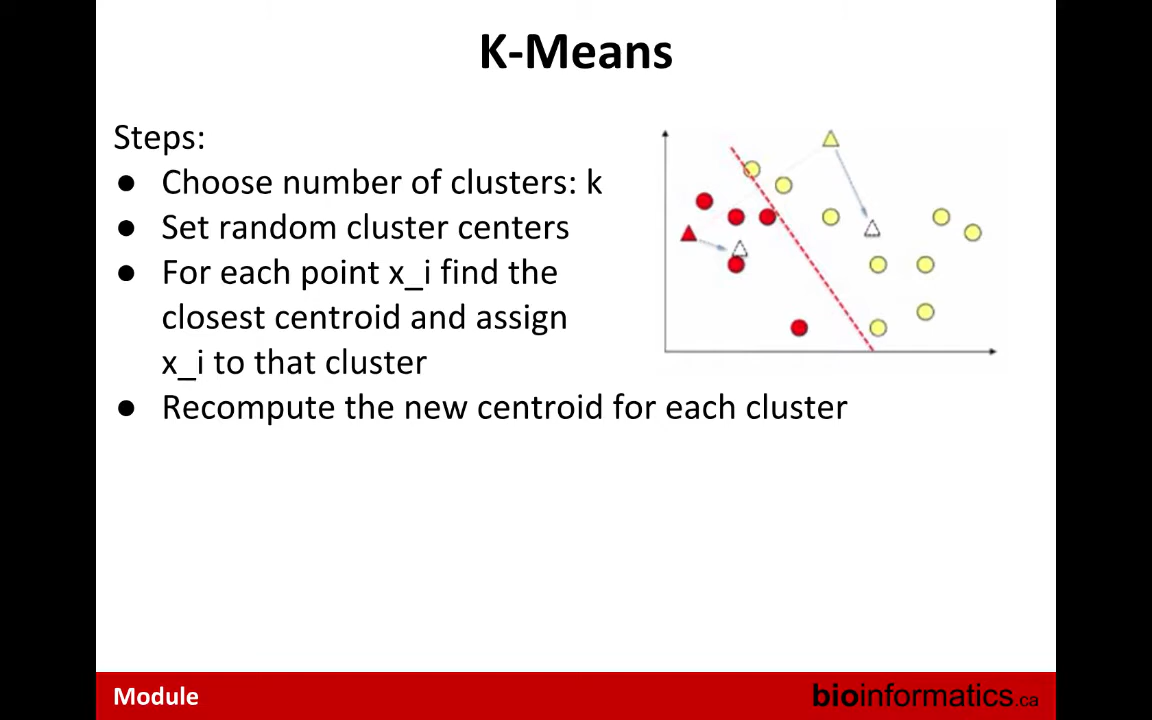 K-Means
Steps:
● Choose number of clusters: k
● Set random cluster centers
● For each point x_i find the
closest centroid and assign
x_i to that cluster
● Recompute the new centroid for each cluster
Module
bioinformatics.ca